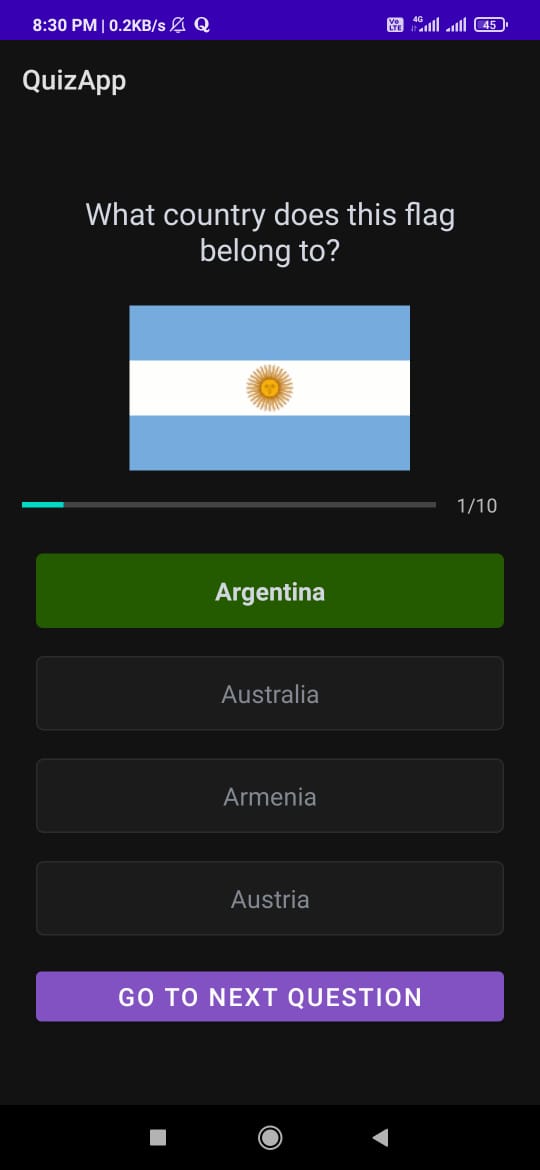 8:30 PM | 0.2KB/s Q Vo LTE 4G 45
QuizApp
What country does this flag
belong to?
1/10
Argentina
Australia
Armenia
Austria
GO TO NEXT QUESTION